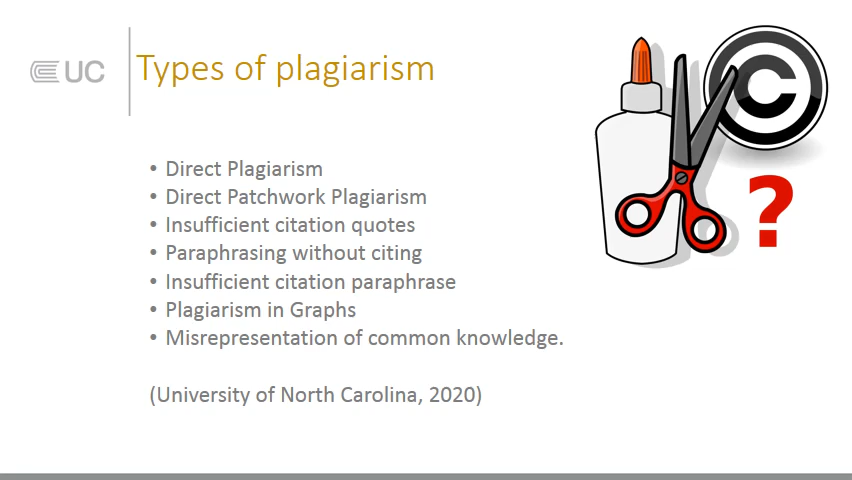 UC
Types of plagiarism
C
• Direct Plagiarism
• Direct Patchwork Plagiarism
• Insufficient citation quotes
• Paraphrasing without citing
• Insufficient citation paraphrase
• Plagiarism in Graphs
• Misrepresentation of common knowledge.
?
(University of North Carolina, 2020)